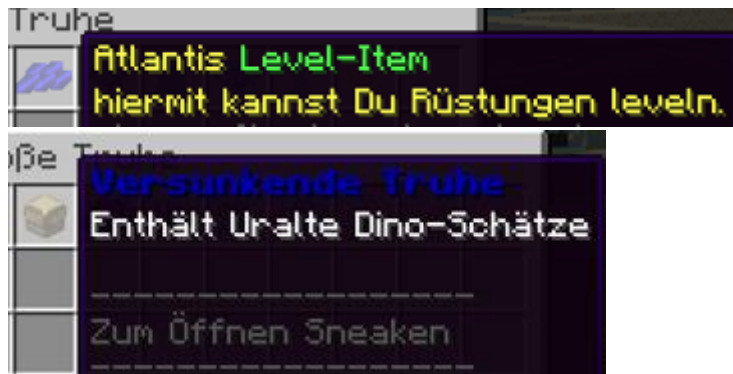 Truhe
Atlantis Level-Item
hiermit kannst Du Rüstungen leveln.
oße Truhe
Versunkende Truhe
Enthält Uralte Dino-Schätze
-------------------
Zum Öffnen Sneaken
-------------------